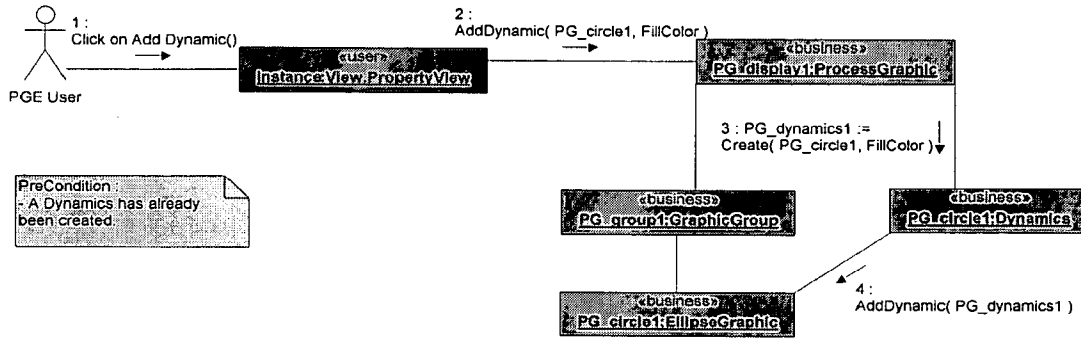 1 :
Click on Add Dynamic()
2 :
AddDynamic( PG_circle1, FillColor )
PGE User
«user»
Instance:View.PropertyView
«business»
PG_display1:ProcessGraphic
3 : PG_dynamics1 :=
Create( PG_circle1, FillColor )
PreCondition :
- A Dynamics has already
been created.
«business»
PG_group1:GraphicGroup
«business»
PG_circle1:Dynamics
«business»
PG_circle1:EllipseGraphic
4 :
AddDynamic( PG_dynamics1 )